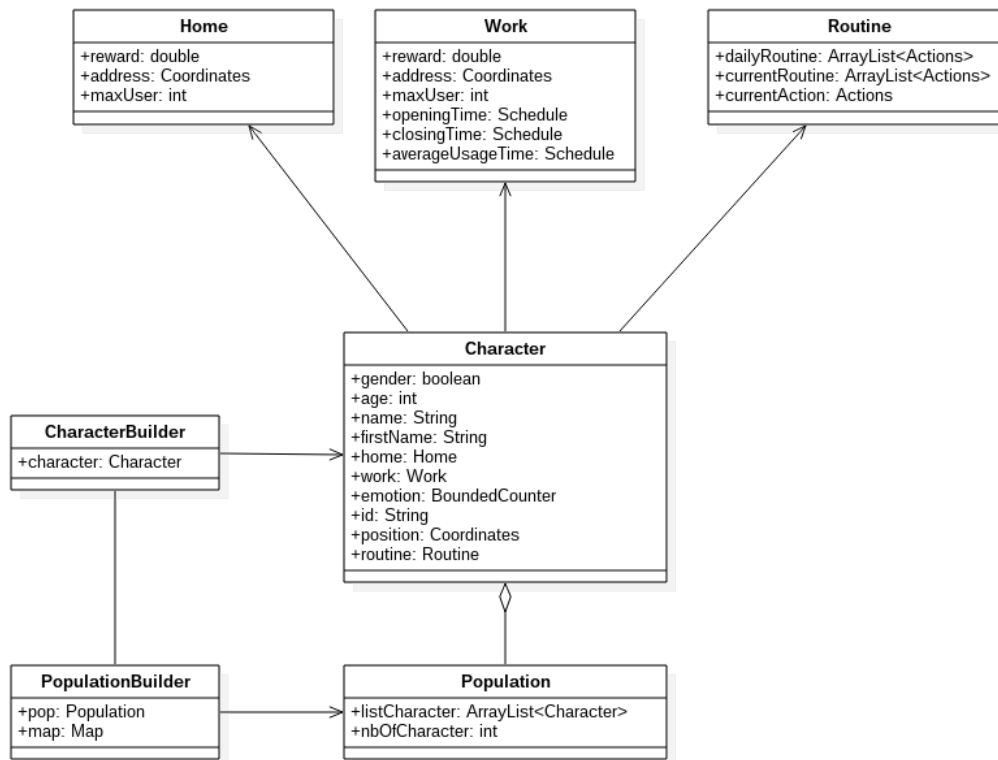 Home
+reward: double
+address: Coordinates
+maxUser: int
Work
+reward: double
+address: Coordinates
+maxUser: int
+openingTime: Schedule
+closingTime: Schedule
+averageUsageTime: Schedule
Routine
+dailyRoutine: ArrayList<Actions>
+currentRoutine: ArrayList<Actions>
+currentAction: Actions
Character
+gender: boolean
+age: int
+name: String
+firstName: String
+home: Home
+work: Work
+emotion: BoundedCounter
+id: String
+position: Coordinates
+routine: Routine
CharacterBuilder
+character: Character
PopulationBuilder
+pop: Population
+map: Map
Population
+listCharacter: ArrayList<Character>
+nbOfCharacter: int